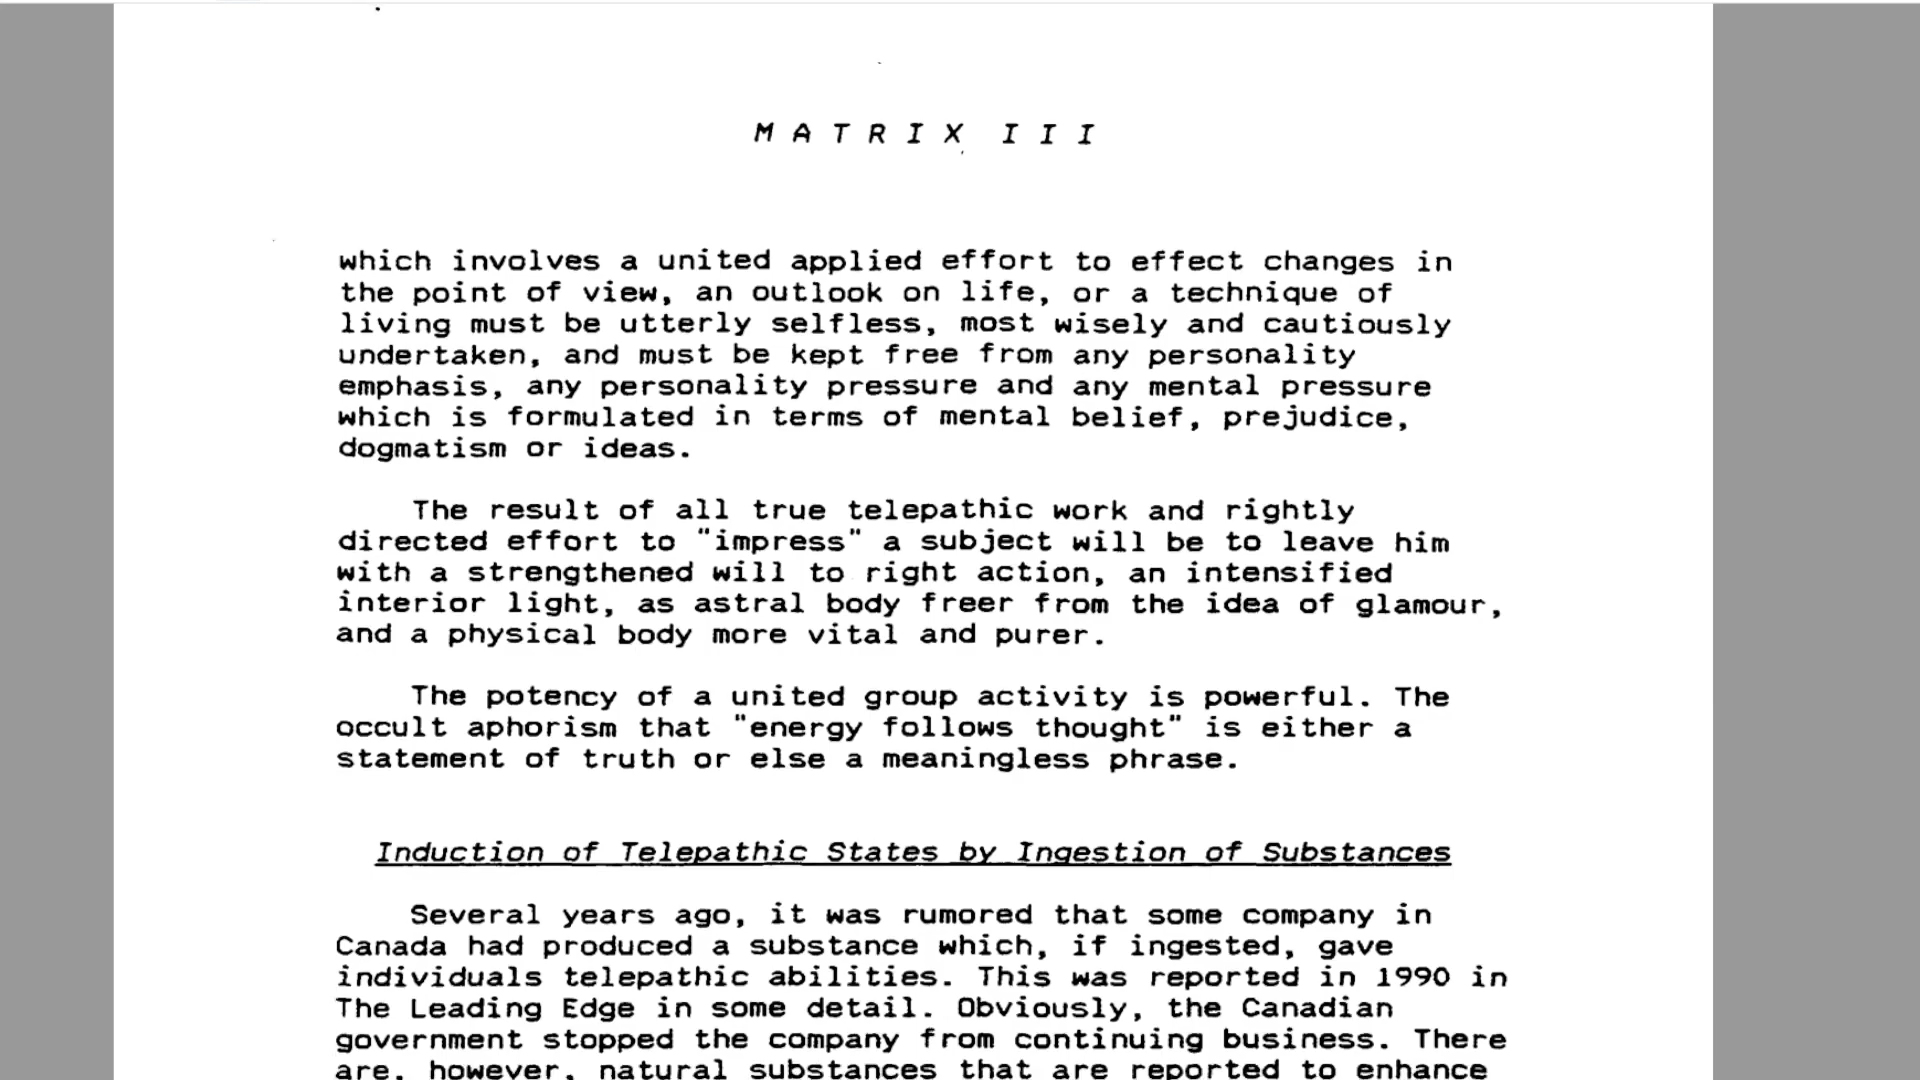 M A T R I X I I I
which involves a united applied effort to effect changes in
the point of view, an outlook on life, or a technique of
living must be utterly selfless, most wisely and cautiously
undertaken, and must be kept free from any personality
emphasis, any personality pressure and any mental pressure
which is formulated in terms of mental belief, prejudice,
dogmatism or ideas.
The result of all true telepathic work and rightly
directed effort to "impress" a subject will be to leave him
with a strengthened will to right action, an intensified
interior light, as astral body freer from the idea of glamour,
and a physical body more vital and purer.
The potency of a united group activity is powerful. The
occult aphorism that "energy follows thought" is either a
statement of truth or else a meaningless phrase.
Induction of Telepathic States by Ingestion of Substances
Several years ago, it was rumored that some company in
Canada had produced a substance which, if ingested, gave
individuals telepathic abilities. This was reported in 1990 in
The Leading Edge in some detail. Obviously, the Canadian
government stopped the company from continuing business. There
are, however, natural substances that are reported to enhance